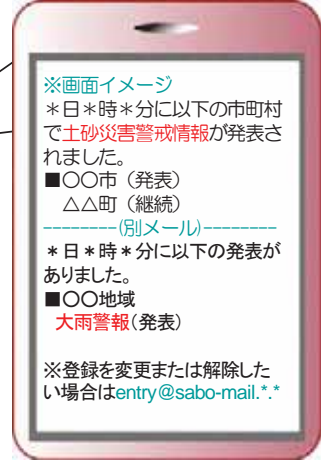 ※画面イメージ
＊日＊時＊分に以下の市町村
で土砂災害警戒情報が発表さ
れました。
■〇〇市（発表）
△△町（継続）
--------(別メール)--------
＊日＊時＊分に以下の発表が
ありました。
■〇〇地域
大雨警報(発表)
※登録を変更または解除した
い場合はentry@sabo-mail.*.*